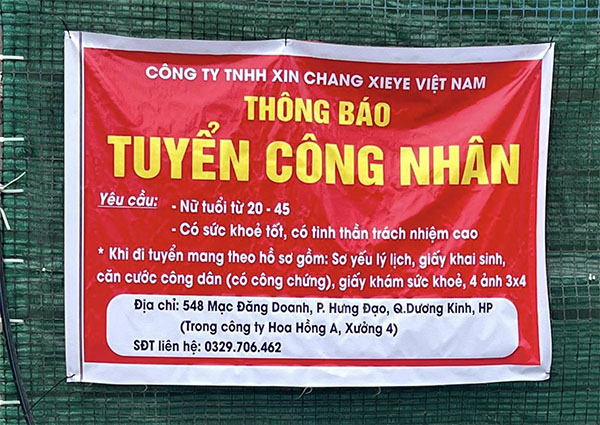 CÔNG TY TNHH XIN CHANG XIEYE VIỆT NAM
THÔNG BÁO
TUYỂN CÔNG NHÂN
Yêu cầu: - Nữ tuổi từ 20 - 45
- Có sức khoẻ tốt, có tinh thần trách nhiệm cao
* Khi đi tuyển mang theo hồ sơ gồm: Sơ yếu lý lịch, giấy khai sinh,
căn cước công dân (có công chứng), giấy khám sức khoẻ, 4 ảnh 3x4
Địa chỉ: 548 Mạc Đăng Doanh, P. Hưng Đạo, Q.Dương Kinh, HP
(Trong công ty Hoa Hồng A, Xưởng 4)
SĐT liên hệ: 0329.706.462